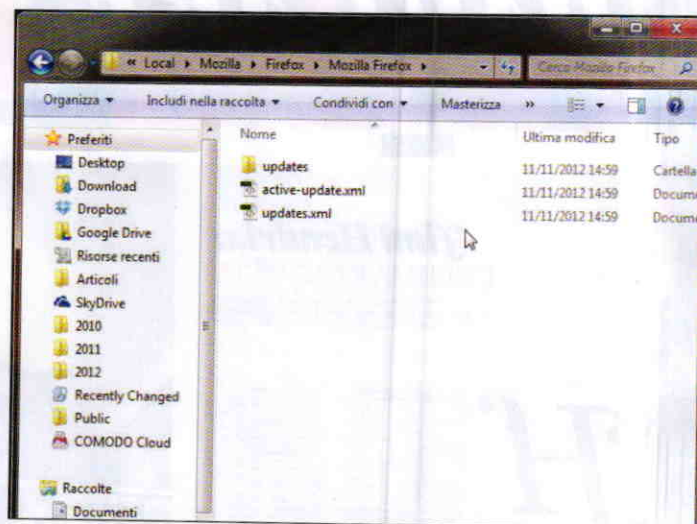 « Local ▸ Mozilla ▸ Firefox ▸ Mozilla Firefox ▸
Cerca Mozilla Firefox
Organizza Includi nella raccolta Condividi con Masterizza »
Preferiti
Desktop
Download
Dropbox
Google Drive
Risorse recenti
Articoli
SkyDrive
2010
2011
2012
Recently Changed
Public
COMODO Cloud
Raccolte
Documenti
Nome Ultima modifica Tipo
updates 11/11/2012 14:59 Cartella
active-update.xml 11/11/2012 14:59 Docume
updates.xml 11/11/2012 14:59 Docume